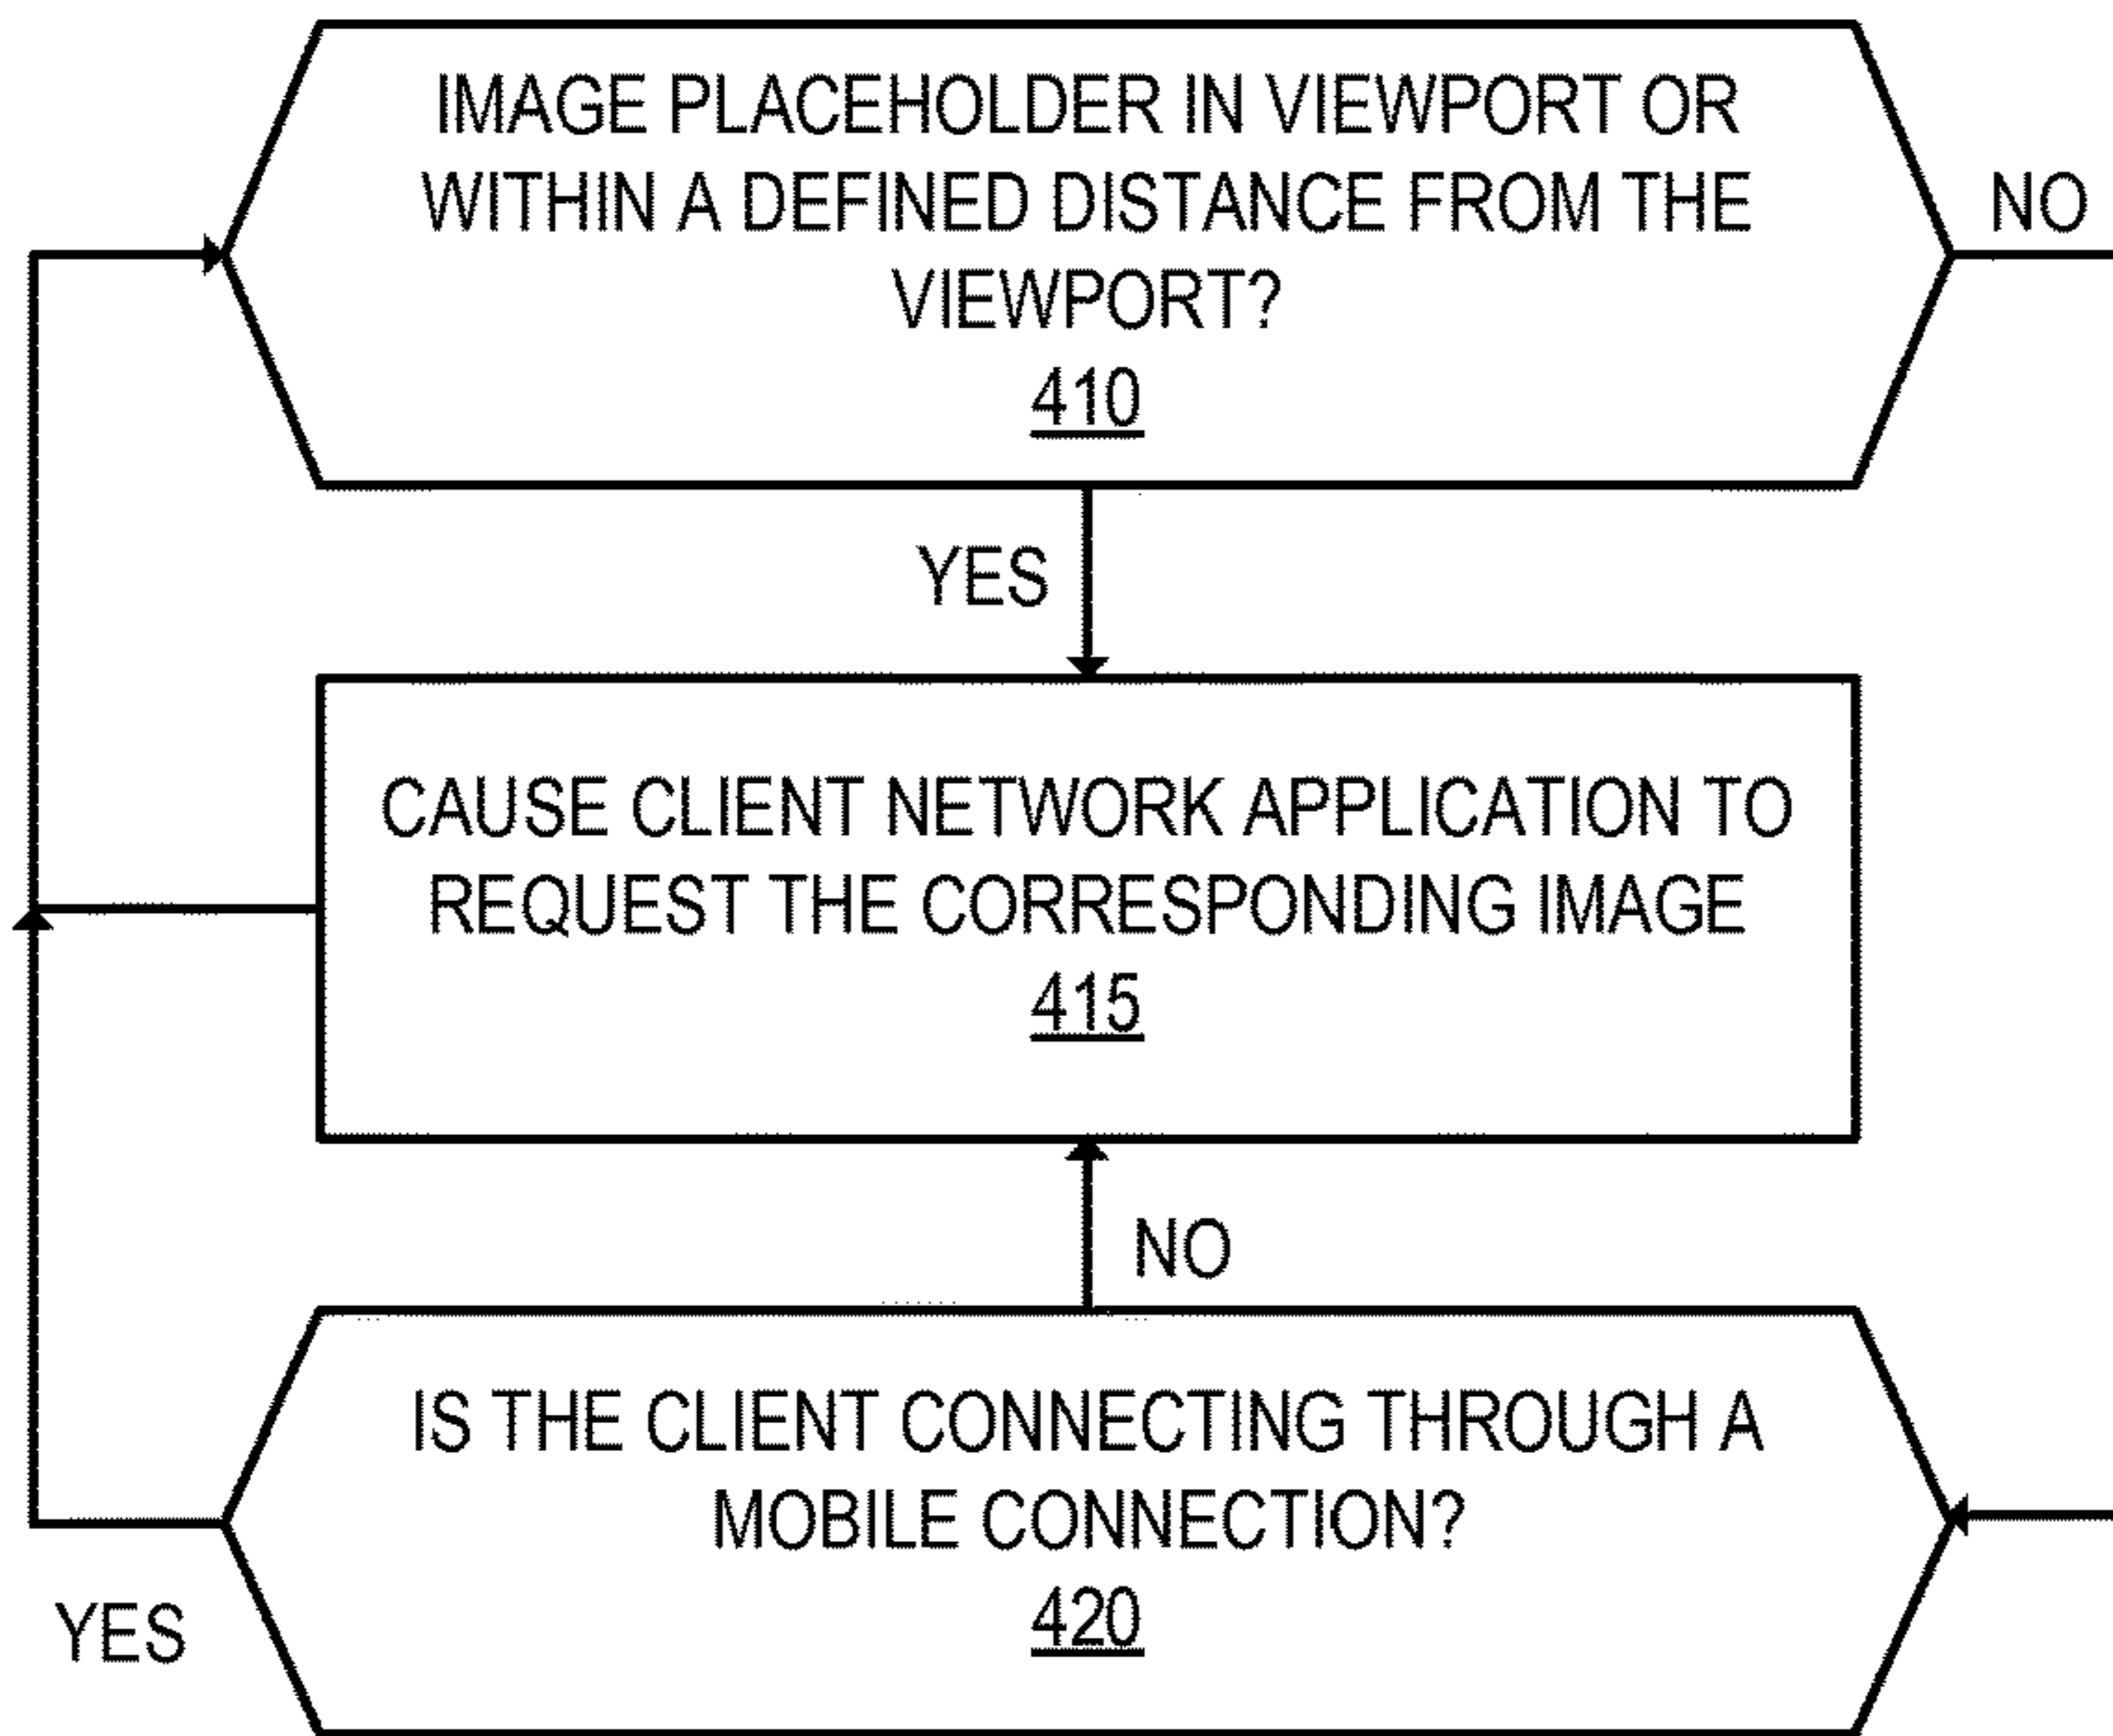 IMAGE PLACEHOLDER IN VIEWPORT OR
WITHIN A DEFINED DISTANCE FROM THE
VIEWPORT?
410
NO
YES
CAUSE CLIENT NETWORK APPLICATION TO
REQUEST THE CORRESPONDING IMAGE
415
NO
IS THE CLIENT CONNECTING THROUGH A
MOBILE CONNECTION?
420
YES